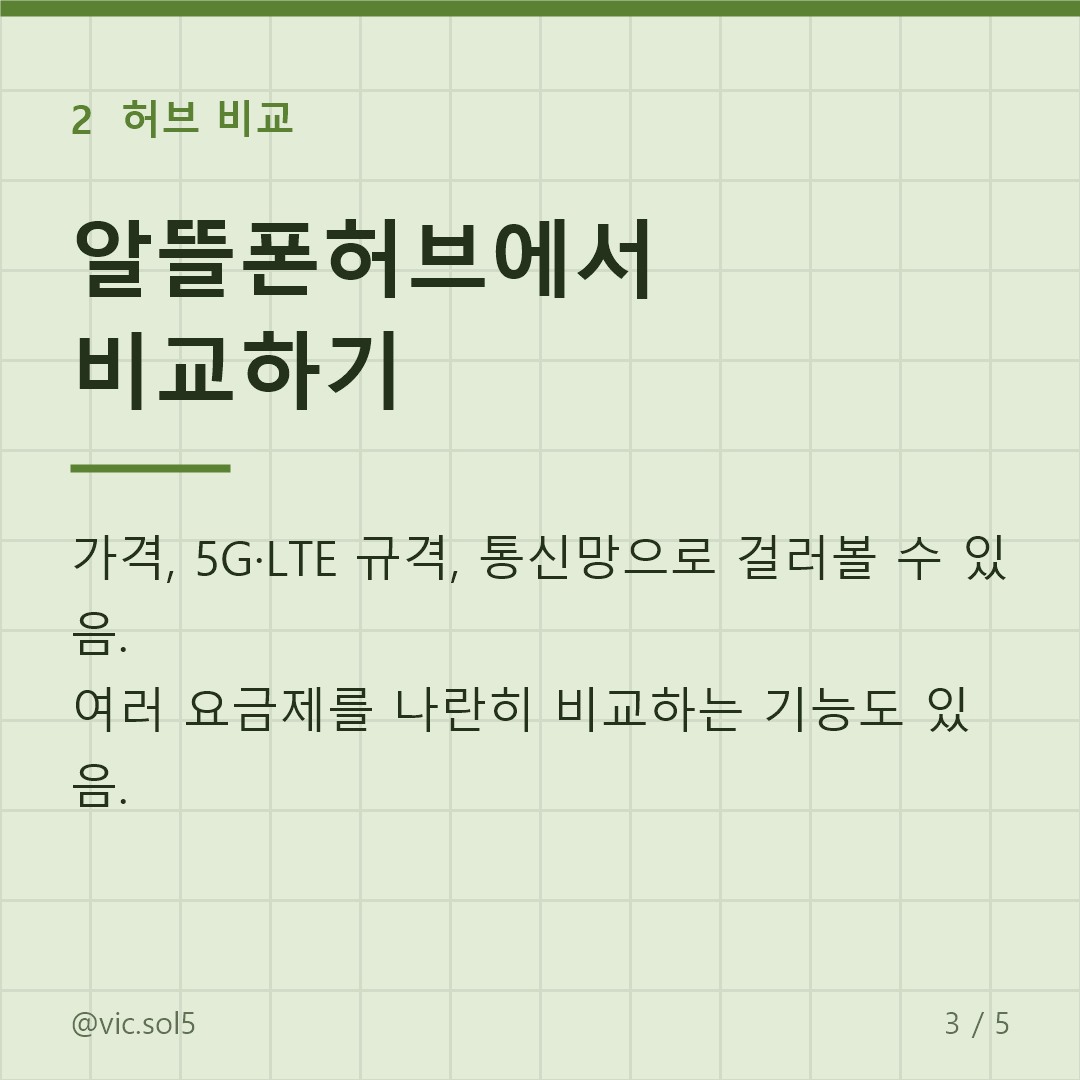 2 허브 비교
알뜰폰허브에서
비교하기
가격, 5G·LTE 규격, 통신망으로 걸러볼 수 있
음.
여러 요금제를 나란히 비교하는 기능도 있
음.
@vic.sol5
3 / 5